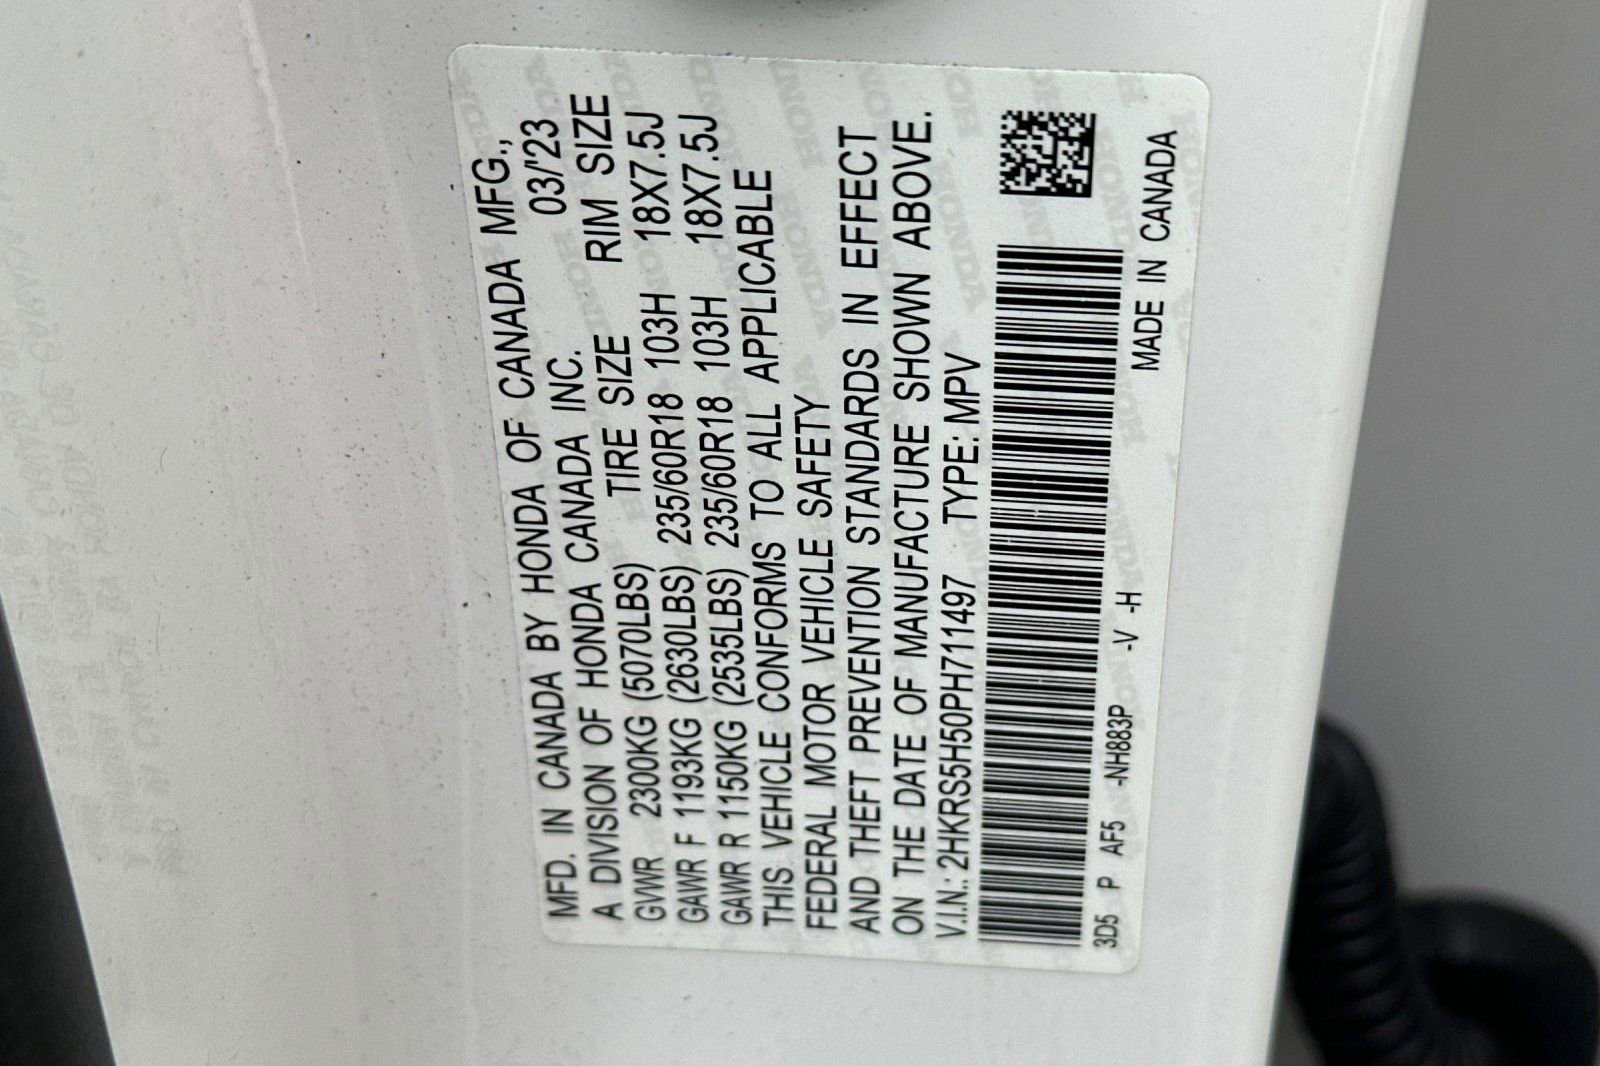 MFD. IN CANADA BY HONDA OF CANADA MFG.,
A DIVISION OF HONDA CANADA INC. 03/'23
GVWR 2300KG (5070LBS) TIRE SIZE RIM SIZE
GAWR F 1193KG (2630LBS) 235/60R18 103H 18X7.5J
GAWR R 1150KG (2535LBS) 235/60R18 103H 18X7.5J
THIS VEHICLE CONFORMS TO ALL APPLICABLE
FEDERAL MOTOR VEHICLE SAFETY
AND THEFT PREVENTION STANDARDS IN EFFECT
ON THE DATE OF MANUFACTURE SHOWN ABOVE.
V.I.N.: 2HKRS5H50PH711497 TYPE: MPV
3D5 P AF5 -NH883P -V -H MADE IN CANADA